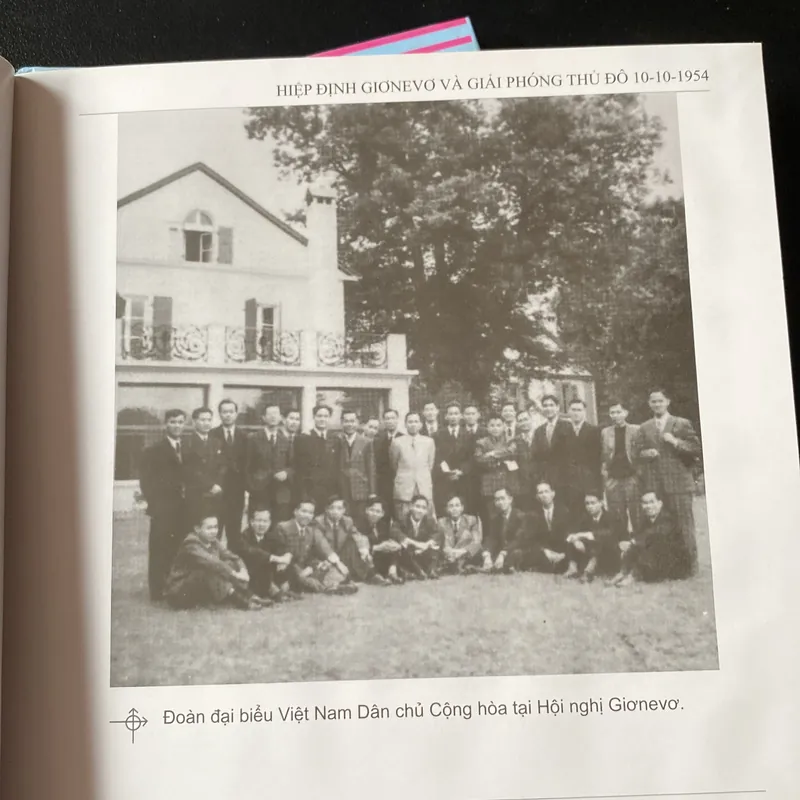 HIỆP ĐỊNH GIƠNEVƠ VÀ GIẢI PHÓNG THỦ ĐÔ 10-10-1954
Đoàn đại biểu Việt Nam Dân chủ Cộng hòa tại Hội nghị Giơnevơ.